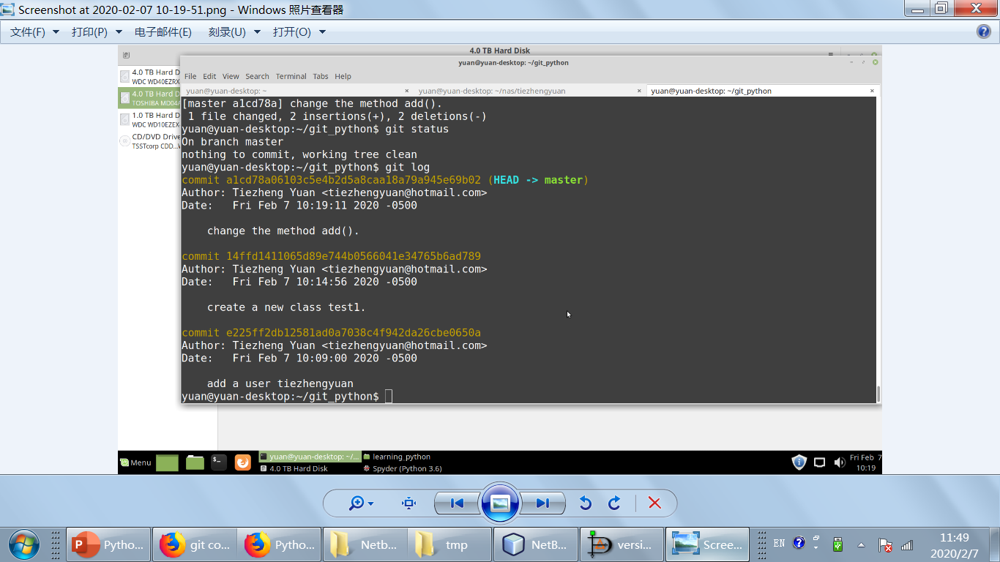 Screenshot at 2020-02-07 10-19-51.png - Windows 照片查看器
文件(F) 打印(P) 电子邮件(E) 刻录(U) 打开(O)
4.0 TB Hard Disk
yuan@yuan-desktop: ~/git_python
File Edit View Search Terminal Tabs Help
yuan@yuan-desktop: ~ × yuan@yuan-desktop: ~/nas/tiezhengyuan × yuan@yuan-desktop: ~/git_python ×
4.0 TB Hard D
WDC WD40EZRX
4.0 TB Hard D
TOSHIBA MD04A
1.0 TB Hard D
WDC WD10EZEX
CD/DVD Drive
TSSTcorp CDD...
[master a1cd78a] change the method add().
1 file changed, 2 insertions(+), 2 deletions(-)
yuan@yuan-desktop:~/git_python$ git status
On branch master
nothing to commit, working tree clean
yuan@yuan-desktop:~/git_python$ git log
commit a1cd78a06103c5e4b2d5a8caa18a79a945e69b02 (HEAD -> master)
Author: Tiezheng Yuan <tiezhengyuan@hotmail.com>
Date:   Fri Feb 7 10:19:11 2020 -0500
change the method add().
commit 14ffd1411065d89e744b0566041e34765b6ad789
Author: Tiezheng Yuan <tiezhengyuan@hotmail.com>
Date:   Fri Feb 7 10:14:56 2020 -0500
create a new class test1.
commit e225ff2db12581ad0a7038c4f942da26cbe0650a
Author: Tiezheng Yuan <tiezhengyuan@hotmail.com>
Date:   Fri Feb 7 10:09:00 2020 -0500
add a user tiezhengyuan
yuan@yuan-desktop:~/git_python$
Menu
yuan@yuan-desktop: ~/... learning_python
4.0 TB Hard Disk Spyder (Python 3.6)
Fri Feb 7
10:19
Pytho... git co... Pytho... Netb... tmp NetB... versi... Scree... EN 11:49
2020/2/7